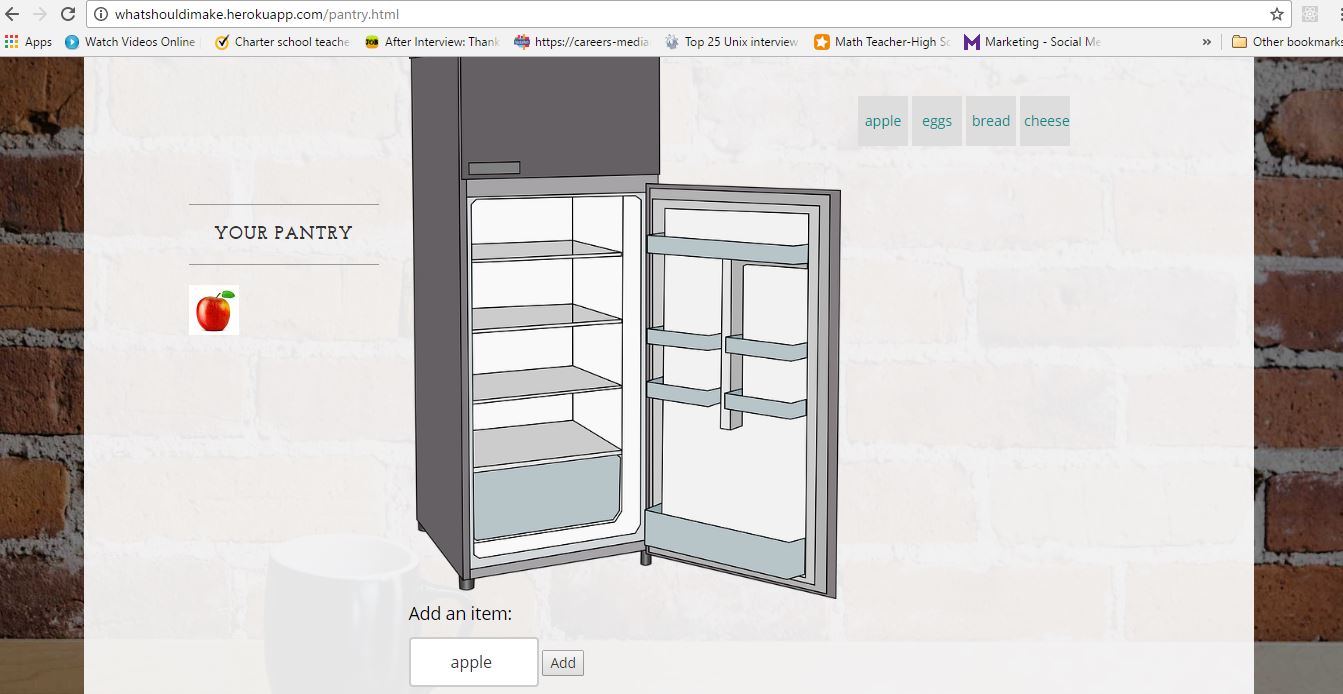 whatshouldimake.herokuapp.com/pantry.html
Apps Watch Videos Online Charter school teache After Interview: Thank https://careers-media Top 25 Unix interview Math Teacher-High Sc Marketing - Social Me » Other bookmarks
apple eggs bread cheese
YOUR PANTRY
Add an item:
apple Add